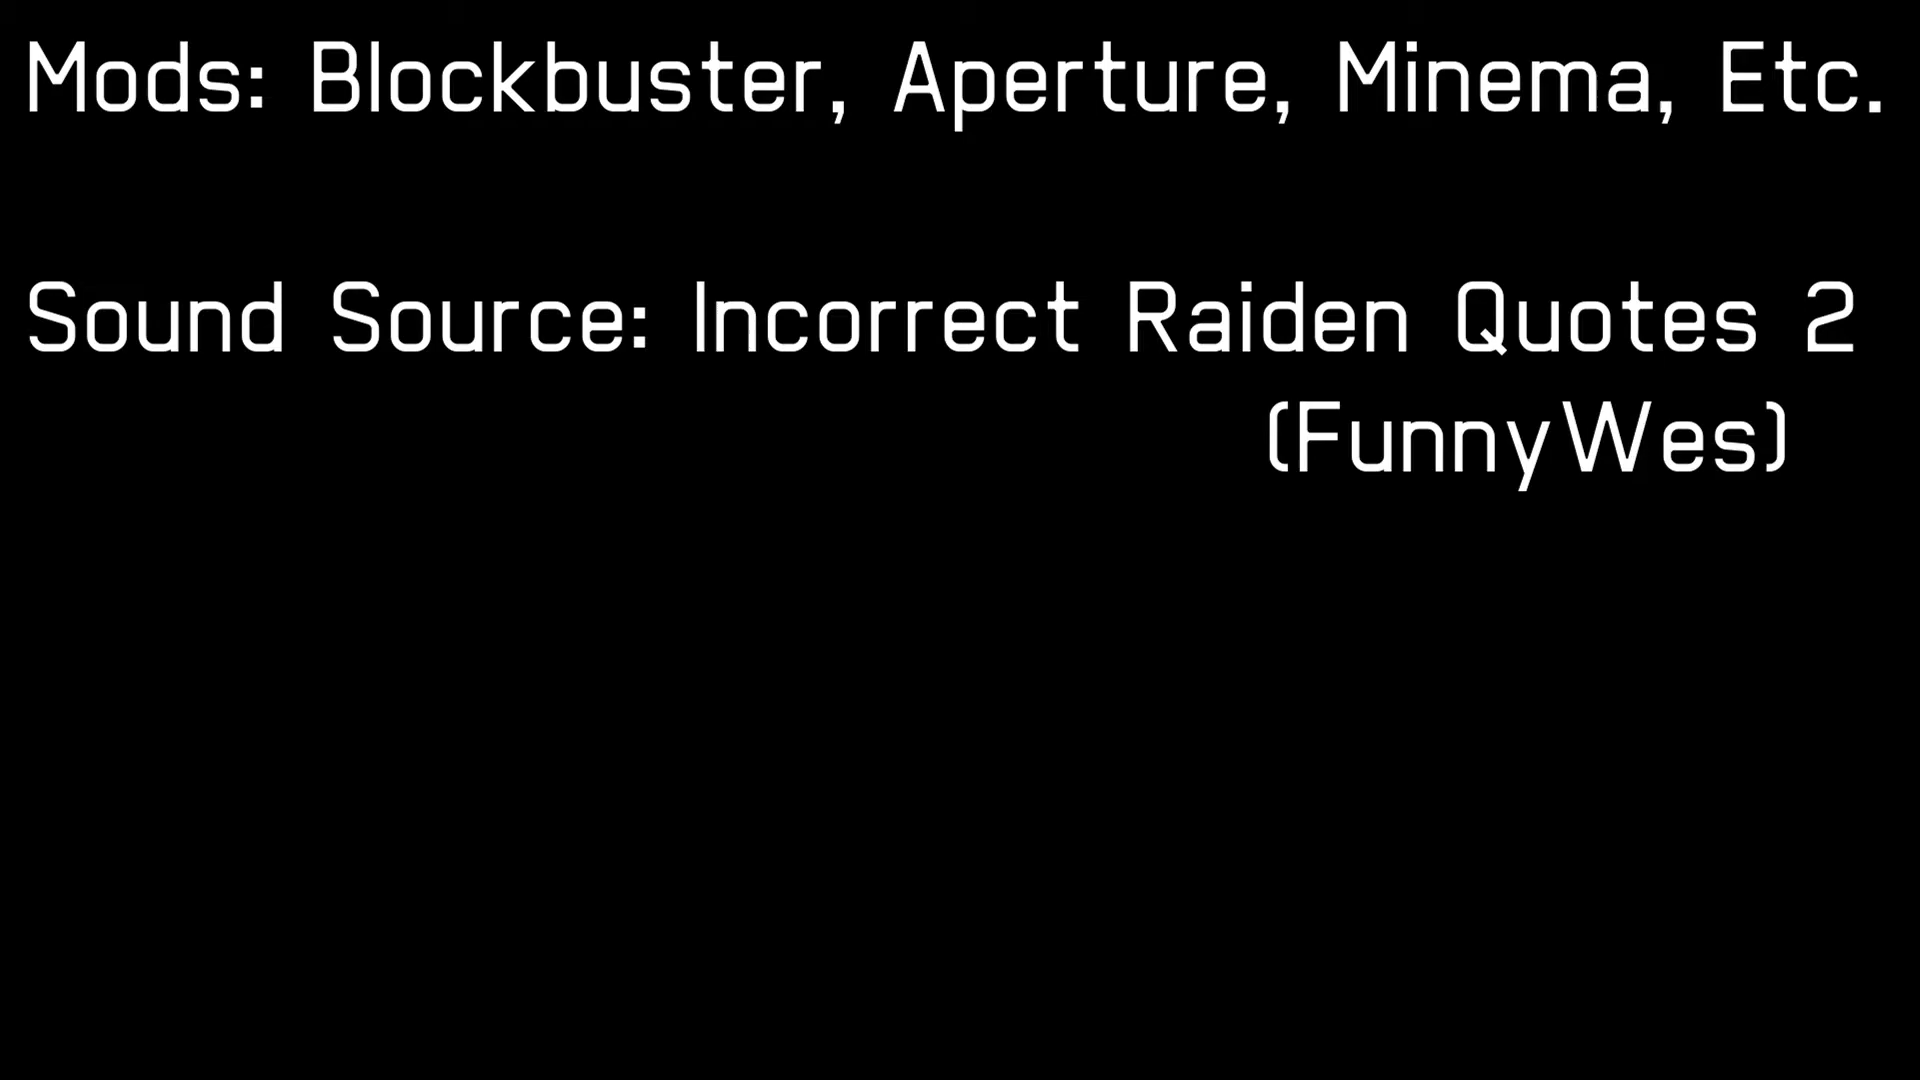 Mods: Blockbuster, Aperture, Minema, Etc.
Sound Source: Incorrect Raiden Quotes 2
(FunnyWes)